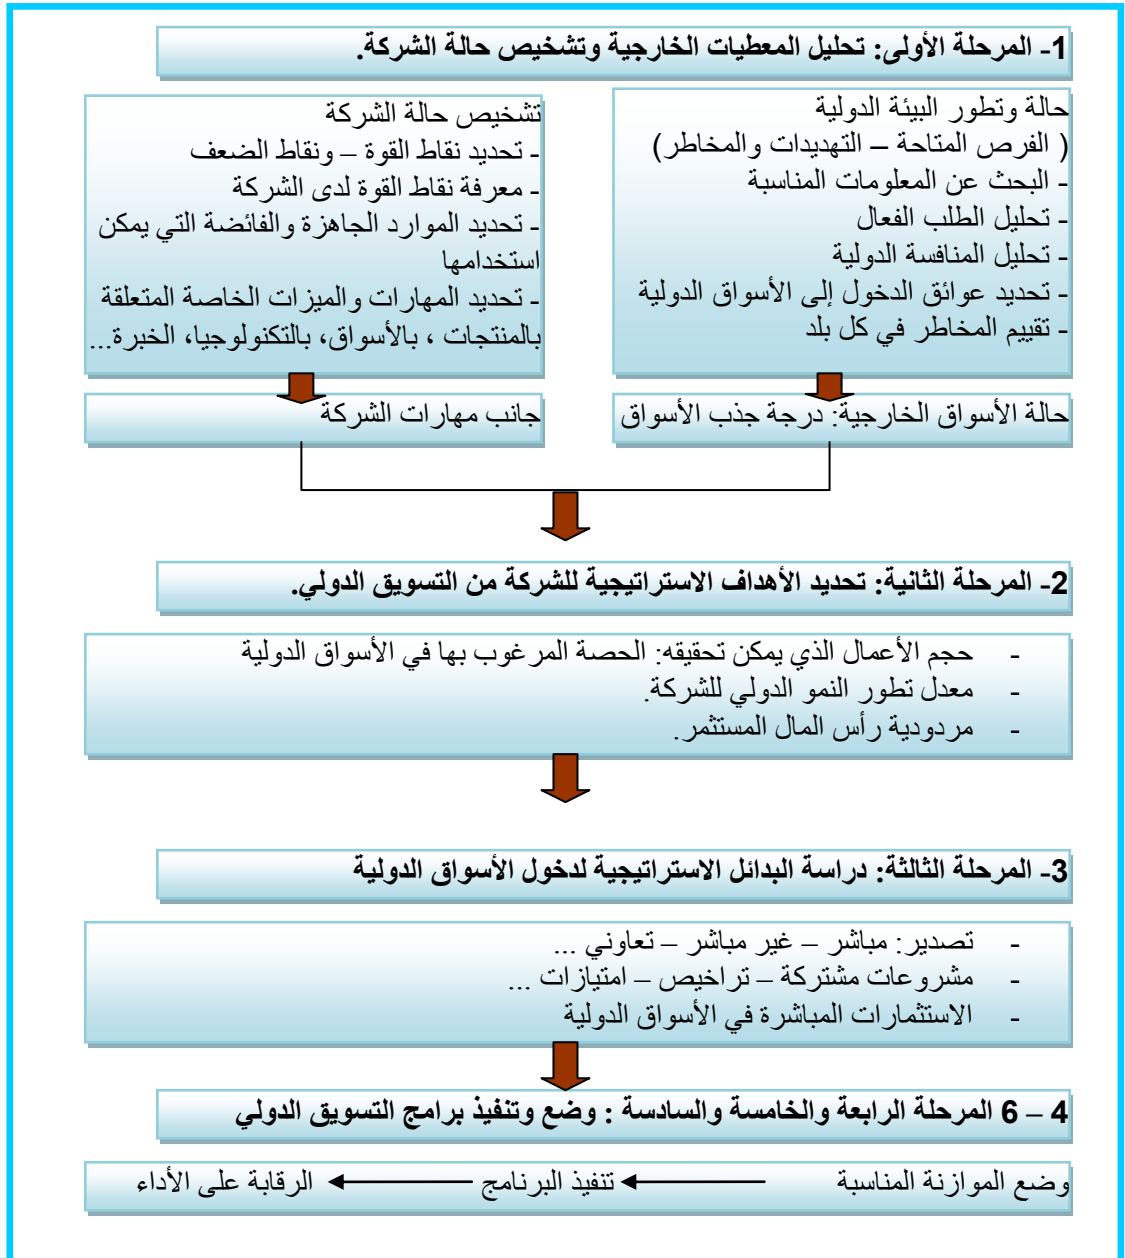 1- المرحلة الأولى: تحليل المعطيات الخارجية وتشخيص حالة الشركة.
حالة وتطور البيئة الدولية
( الفرص المتاحة – التهديدات والمخاطر)
- البحث عن المعلومات المناسبة
- تحليل الطلب الفعال
- تحليل المنافسة الدولية
- تحديد عوائق الدخول إلى الأسواق الدولية
- تقييم المخاطر في كل بلد
تشخيص حالة الشركة
- تحديد نقاط القوة – ونقاط الضعف
- معرفة نقاط القوة لدى الشركة
- تحديد الموارد الجاهزة والفائضة التي يمكن
استخدامها
- تحديد المهارات والميزات الخاصة المتعلقة
بالمنتجات ، بالأسواق، بالتكنولوجيا، الخبرة...
حالة الأسواق الخارجية: درجة جذب الأسواق
جانب مهارات الشركة
2- المرحلة الثانية: تحديد الأهداف الاستراتيجية للشركة من التسويق الدولي.
- حجم الأعمال الذي يمكن تحقيقه: الحصة المرغوب بها في الأسواق الدولية
- معدل تطور النمو الدولي للشركة.
- مردودية رأس المال المستثمر.
3- المرحلة الثالثة: دراسة البدائل الاستراتيجية لدخول الأسواق الدولية
- تصدير: مباشر – غير مباشر – تعاوني ...
- مشروعات مشتركة – تراخيص – امتيازات ...
- الاستثمارات المباشرة في الأسواق الدولية
4 – 6 المرحلة الرابعة والخامسة والسادسة : وضع وتنفيذ برامج التسويق الدولي
وضع الموازنة المناسبة تنفيذ البرنامج الرقابة على الأداء